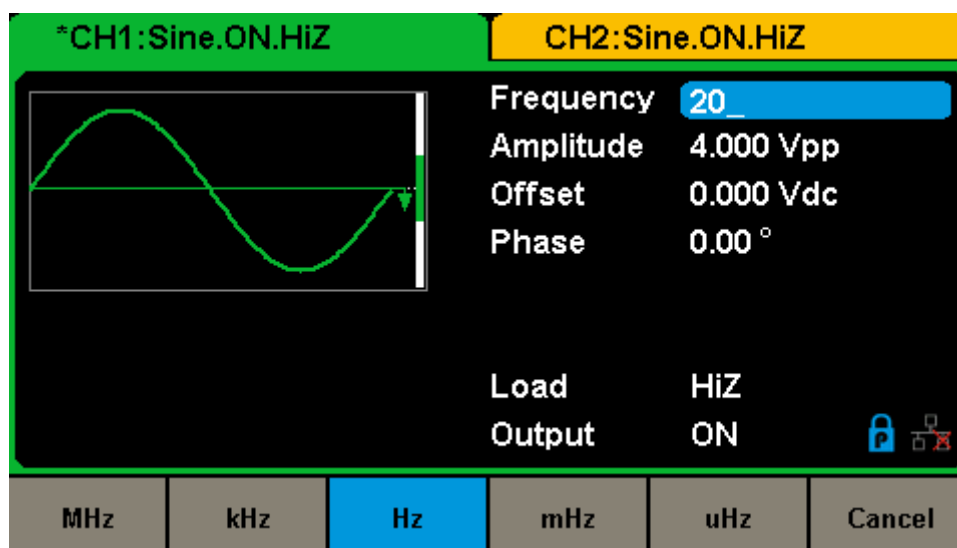 *CH1:Sine.ON.HiZ CH2:Sine.ON.HiZ
Frequency 20_
Amplitude 4.000 Vpp
Offset 0.000 Vdc
Phase 0.00 °
Load HiZ
Output ON P
MHz kHz Hz mHz uHz Cancel